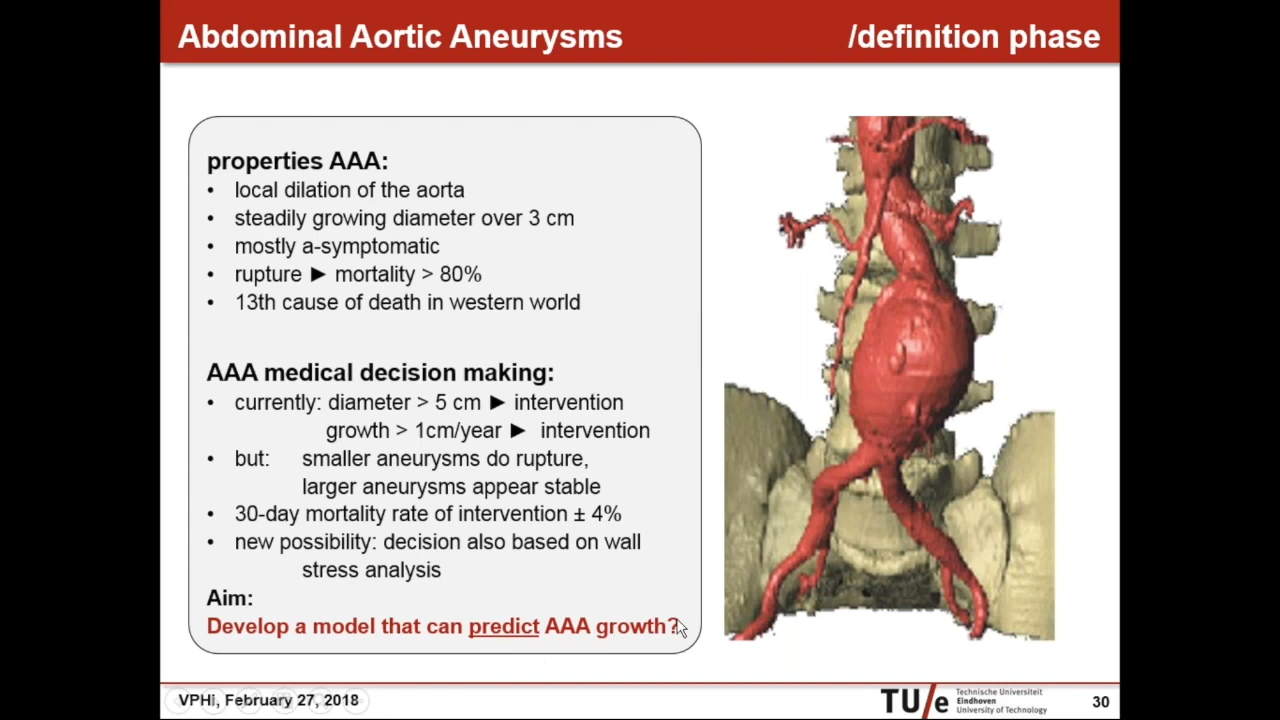 Abdominal Aortic Aneurysms /definition phase
properties AAA:
• local dilation of the aorta
• steadily growing diameter over 3 cm
• mostly a-symptomatic
• rupture ► mortality > 80%
• 13th cause of death in western world
AAA medical decision making:
• currently: diameter > 5 cm ► intervention
growth > 1cm/year ► intervention
• but: smaller aneurysms do rupture,
larger aneurysms appear stable
• 30-day mortality rate of intervention ± 4%
• new possibility: decision also based on wall
stress analysis
Aim:
Develop a model that can predict AAA growth?
VPHi, February 27, 2018
TU/e
Technische Universiteit
Eindhoven
University of Technology
30